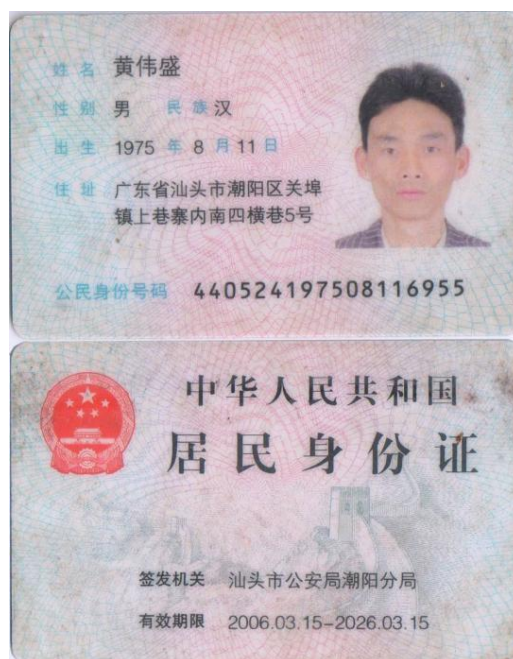 姓名 黄伟盛
性别 男 民族 汉
出生 1975 年 8 月 11 日
住址 广东省汕头市潮阳区关埠
镇上巷寨内南四横巷5号
公民身份号码 440524197508116955
中华人民共和国
居民身份证
签发机关 汕头市公安局潮阳分局
有效期限 2006.03.15-2026.03.15